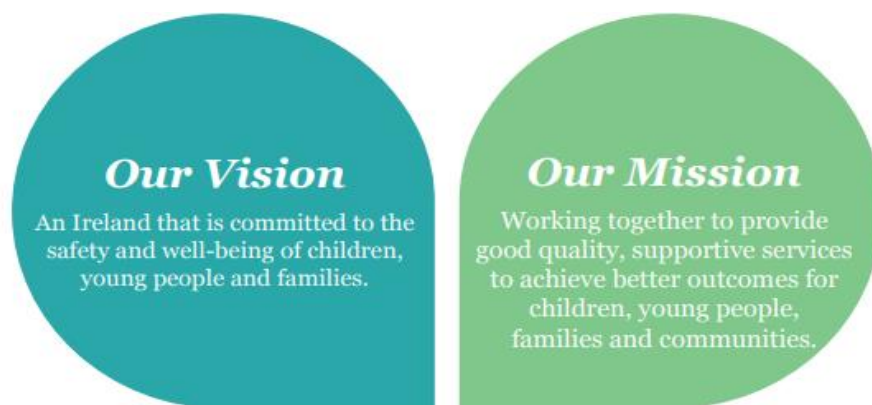 Our Vision
An Ireland that is committed to the
safety and well-being of children,
young people and families.
Our Mission
Working together to provide
good quality, supportive services
to achieve better outcomes for
children, young people,
families and communities.